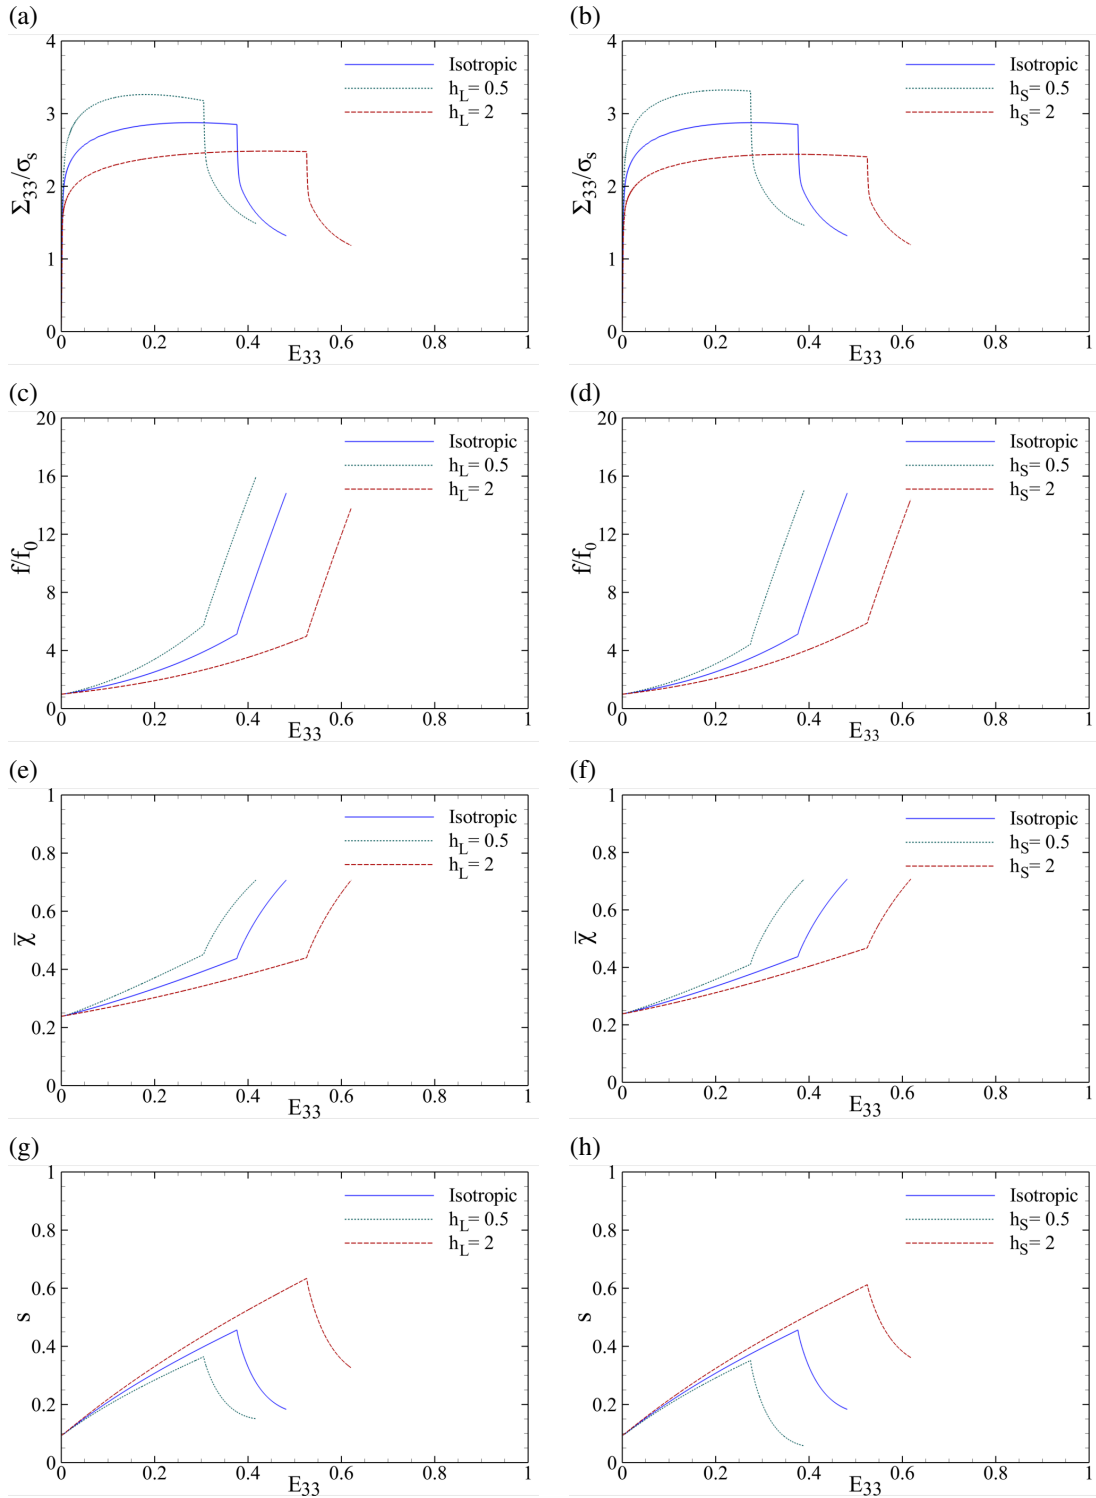 (a)
4
3
2
1
0
Σ33/σs
Isotropic
hL= 0.5
hL= 2
0 0.2 0.4 0.6 0.8 1
E33
(b)
4
3
2
1
0
Σ33/σs
Isotropic
hS= 0.5
hS= 2
0 0.2 0.4 0.6 0.8 1
E33
(c)
20
16
12
8
4
0
f/f0
Isotropic
hL= 0.5
hL= 2
0 0.2 0.4 0.6 0.8 1
E33
(d)
20
16
12
8
4
0
f/f0
Isotropic
hS= 0.5
hS= 2
0 0.2 0.4 0.6 0.8 1
E33
(e)
1
0.8
0.6
0.4
0.2
0
χ̄
Isotropic
hL= 0.5
hL= 2
0 0.2 0.4 0.6 0.8 1
E33
(f)
1
0.8
0.6
0.4
0.2
0
χ̄
Isotropic
hS= 0.5
hS= 2
0 0.2 0.4 0.6 0.8 1
E33
(g)
1
0.8
0.6
0.4
0.2
0
s
Isotropic
hL= 0.5
hL= 2
0 0.2 0.4 0.6 0.8 1
E33
(h)
1
0.8
0.6
0.4
0.2
0
s
Isotropic
hS= 0.5
hS= 2
0 0.2 0.4 0.6 0.8 1
E33